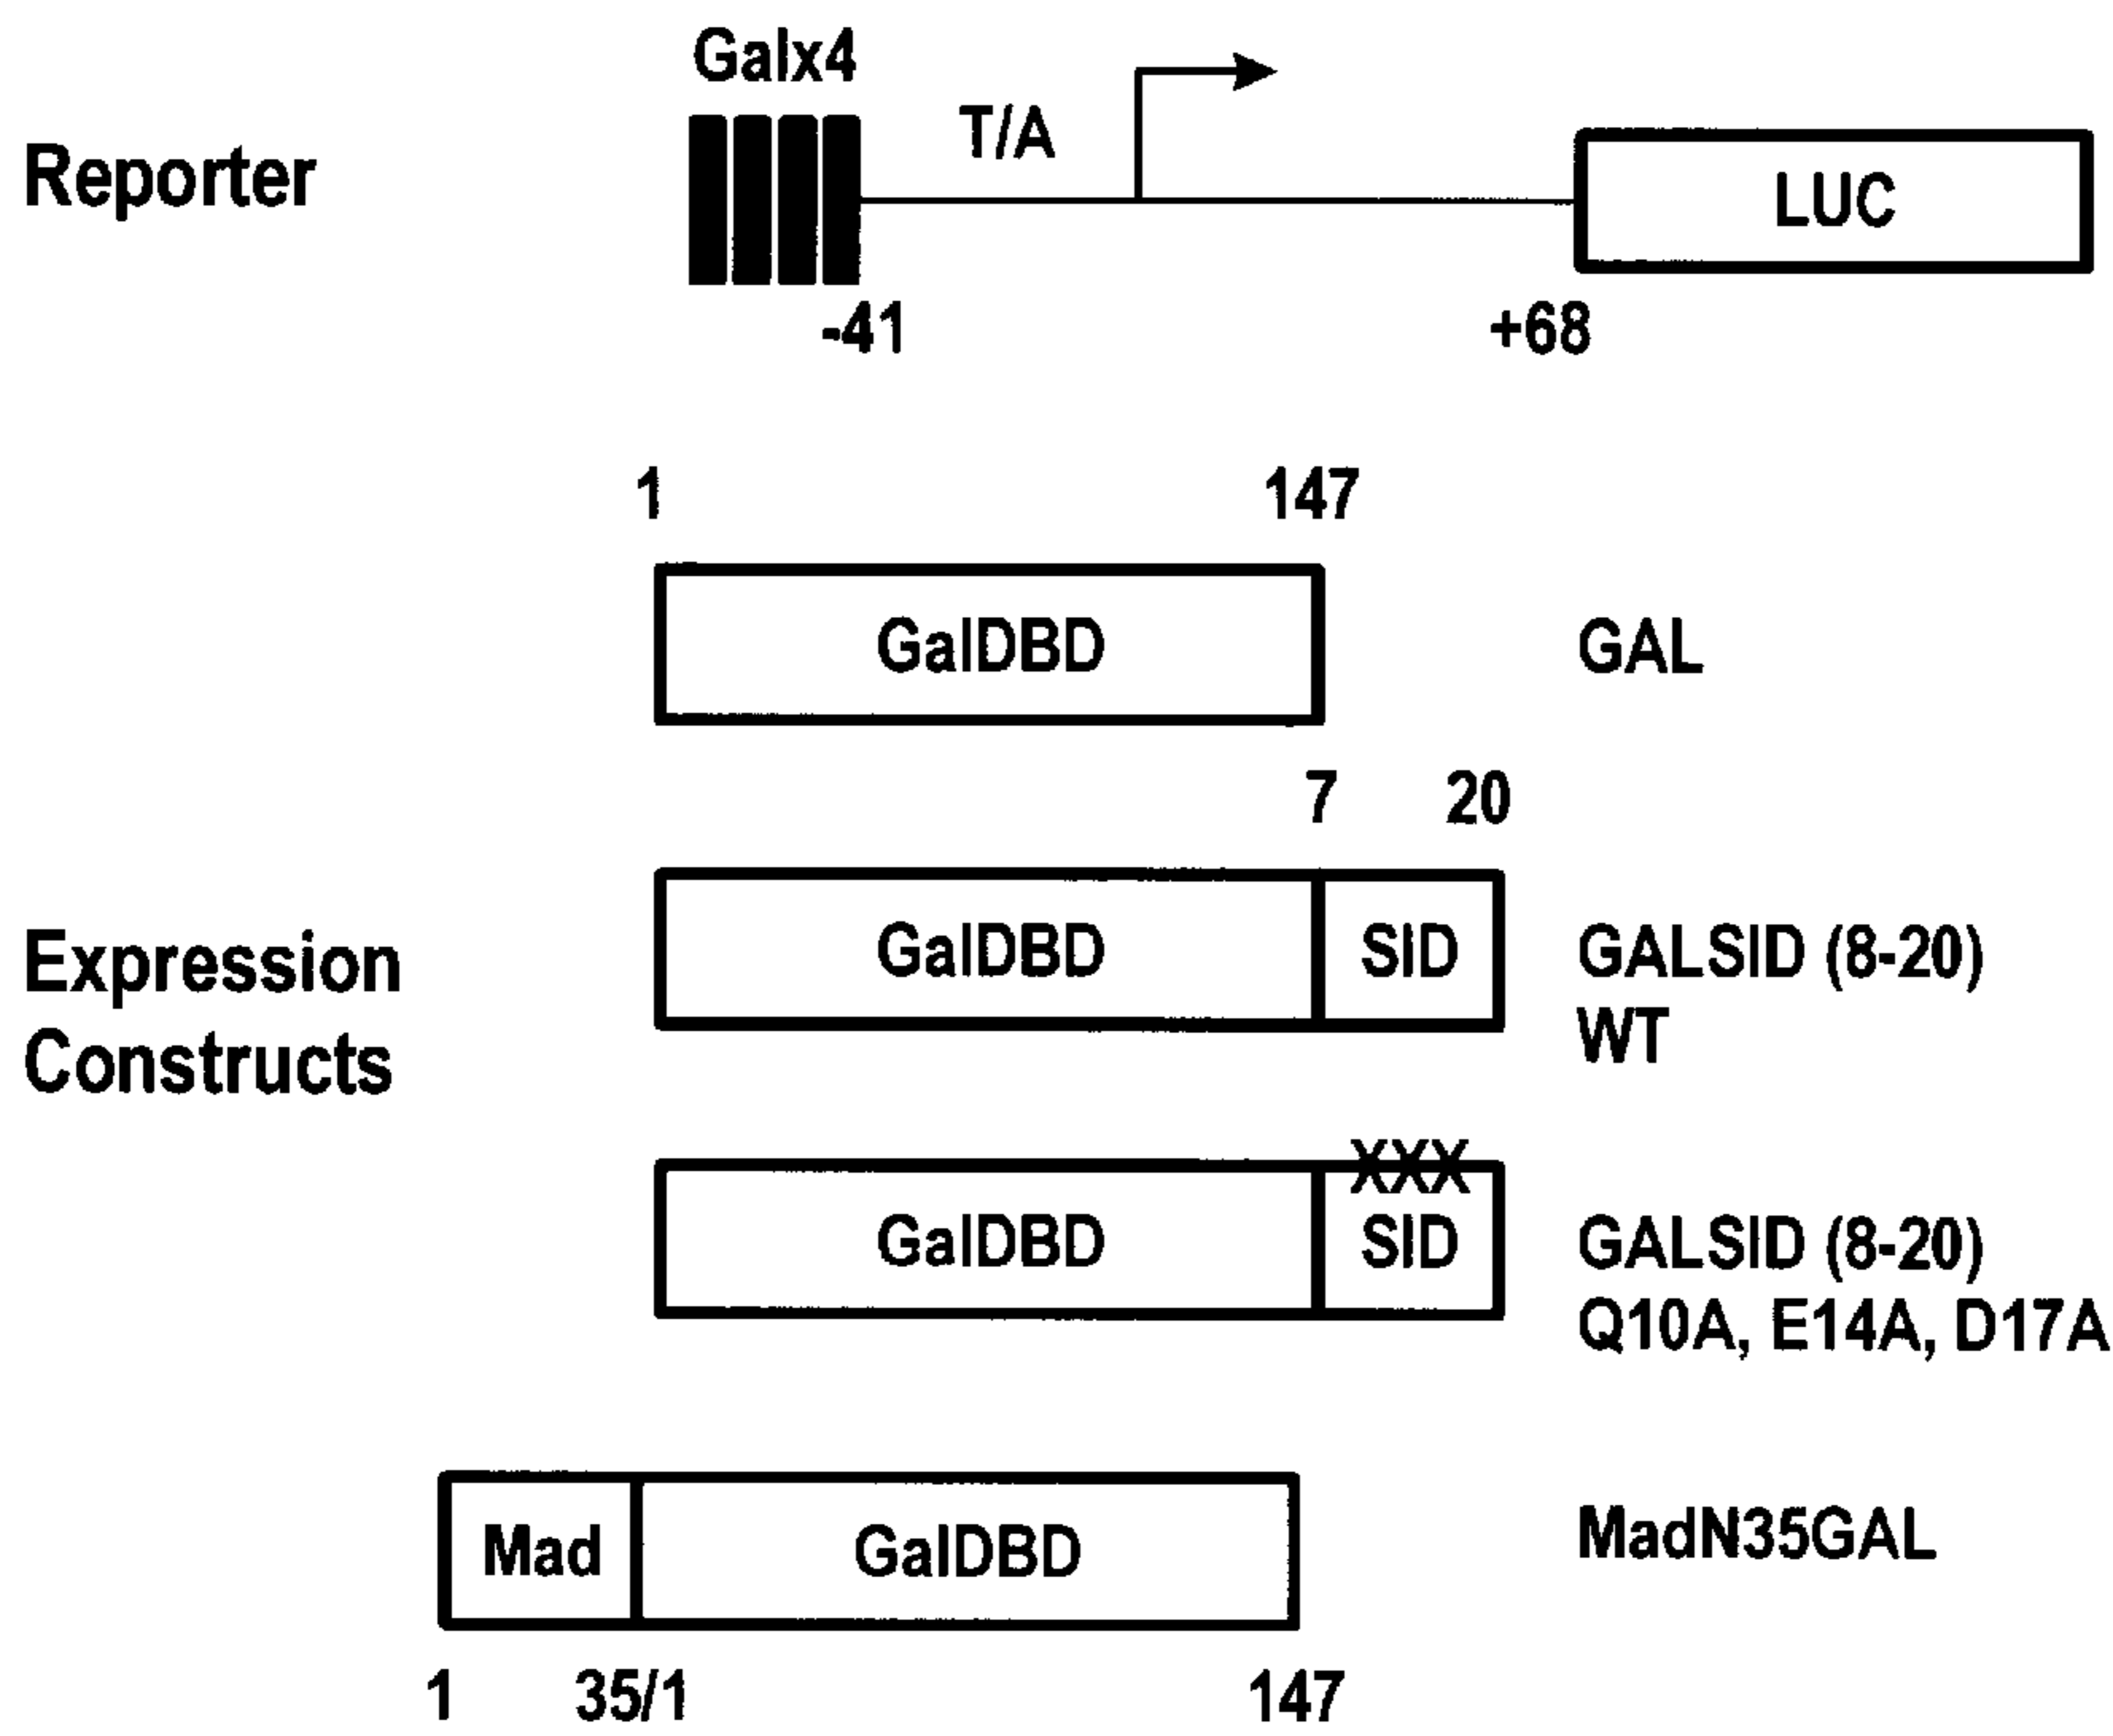 Galx4
T/A
Reporter
LUC
-41
+68
1
147
GalDBD
GAL
7
20
Expression
Constructs
GalDBD
SID
GALSID (8-20)
WT
XXX
GalDBD
SID
GALSID (8-20)
Q10A, E14A, D17A
Mad
GalDBD
MadN35GAL
1
35/1
147